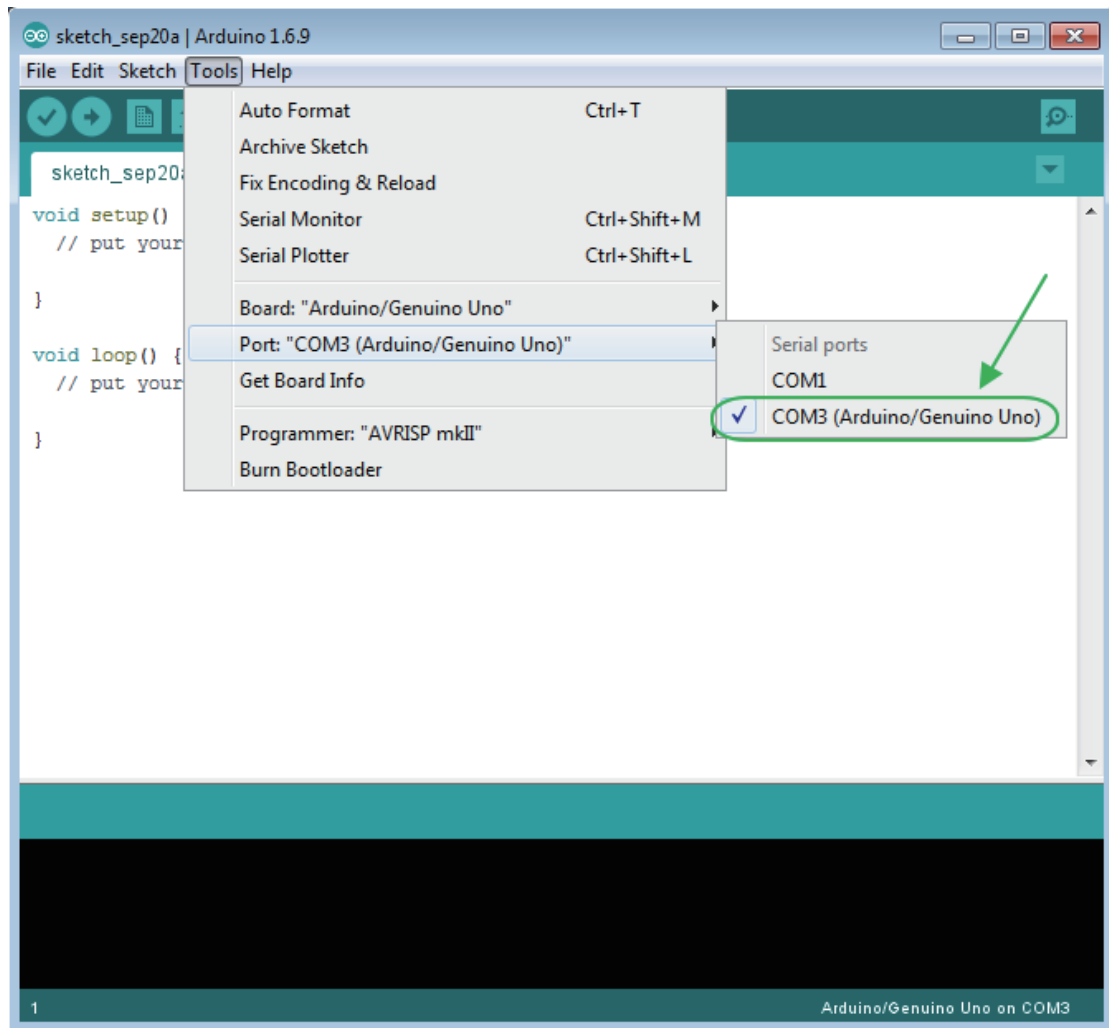 sketch_sep20a | Arduino 1.6.9
File Edit Sketch Tools Help
Auto Format Ctrl+T
Archive Sketch
Fix Encoding & Reload
Serial Monitor Ctrl+Shift+M
Serial Plotter Ctrl+Shift+L
Board: "Arduino/Genuino Uno"
Port: "COM3 (Arduino/Genuino Uno)"
Get Board Info
Programmer: "AVRISP mkII"
Burn Bootloader
Serial ports
COM1
COM3 (Arduino/Genuino Uno)
sketch_sep20a
void setup()
// put your
}
void loop() {
// put your
}
1 Arduino/Genuino Uno on COM3